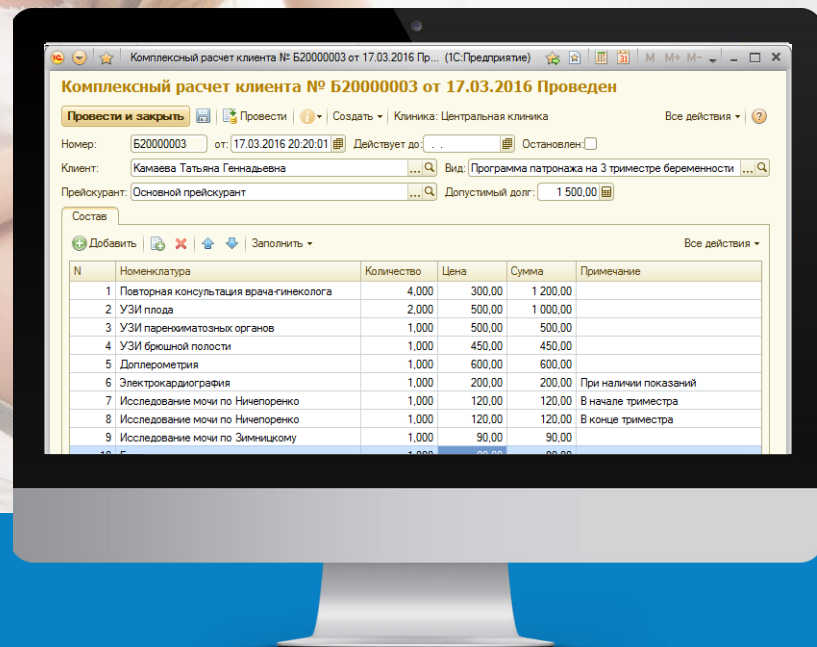 Комплексный расчет клиента № Б20000003 от 17.03.2016 Пр... (1С:Предприятие) M M+ M-
Комплексный расчет клиента № Б20000003 от 17.03.2016 Проведен
Провести и закрыть Провести Создать Клиника: Центральная клиника Все действия
Номер: Б20000003 от: 17.03.2016 20:20:01 Действует до: . . Остановлен:
Клиент: Камаева Татьяна Геннадьевна ... Вид: Программа патронажа на 3 триместре беременности ...
Прейскурант: Основной прейскурант ... Допустимый долг: 1 500,00
Состав
Добавить Заполнить Все действия
N Номенклатура Количество Цена Сумма Примечание
1 Повторная консультация врача-гинеколога 4,000 300,00 1 200,00
2 УЗИ плода 2,000 500,00 1 000,00
3 УЗИ паренхиматозных органов 1,000 500,00 500,00
4 УЗИ брюшной полости 1,000 450,00 450,00
5 Доплерометрия 1,000 600,00 600,00
6 Электрокардиография 1,000 200,00 200,00 При наличии показаний
7 Исследование мочи по Ничепоренко 1,000 120,00 120,00 В начале триместра
8 Исследование мочи по Ничепоренко 1,000 120,00 120,00 В конце триместра
9 Исследование мочи по Зимницкому 1,000 90,00 90,00